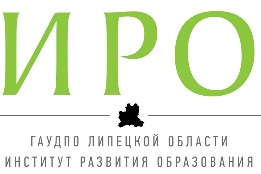 ИРО
ГАУДПО ЛИПЕЦКОЙ ОБЛАСТИ
ИНСТИТУТ РАЗВИТИЯ ОБРАЗОВАНИЯ